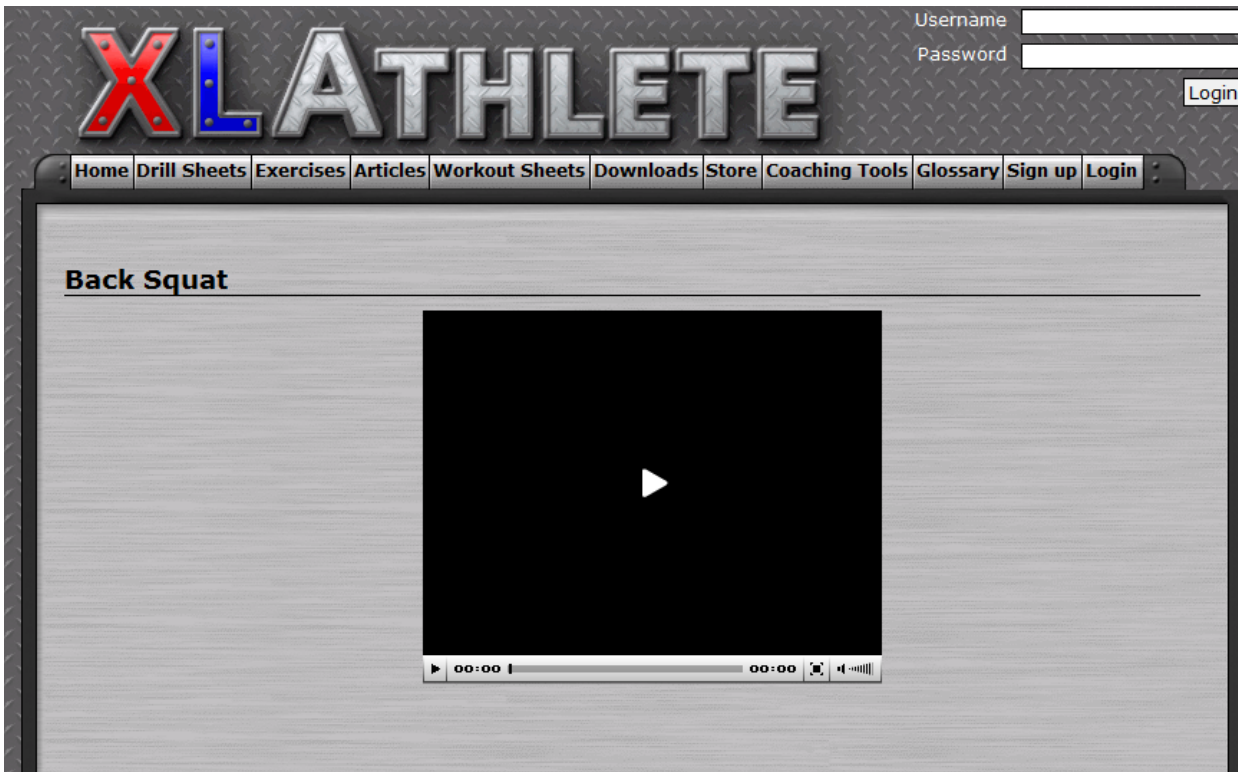 XLATHLETE
Username
Password
Login
Home Drill Sheets Exercises Articles Workout Sheets Downloads Store Coaching Tools Glossary Sign up Login
Back Squat
00:00 00:00